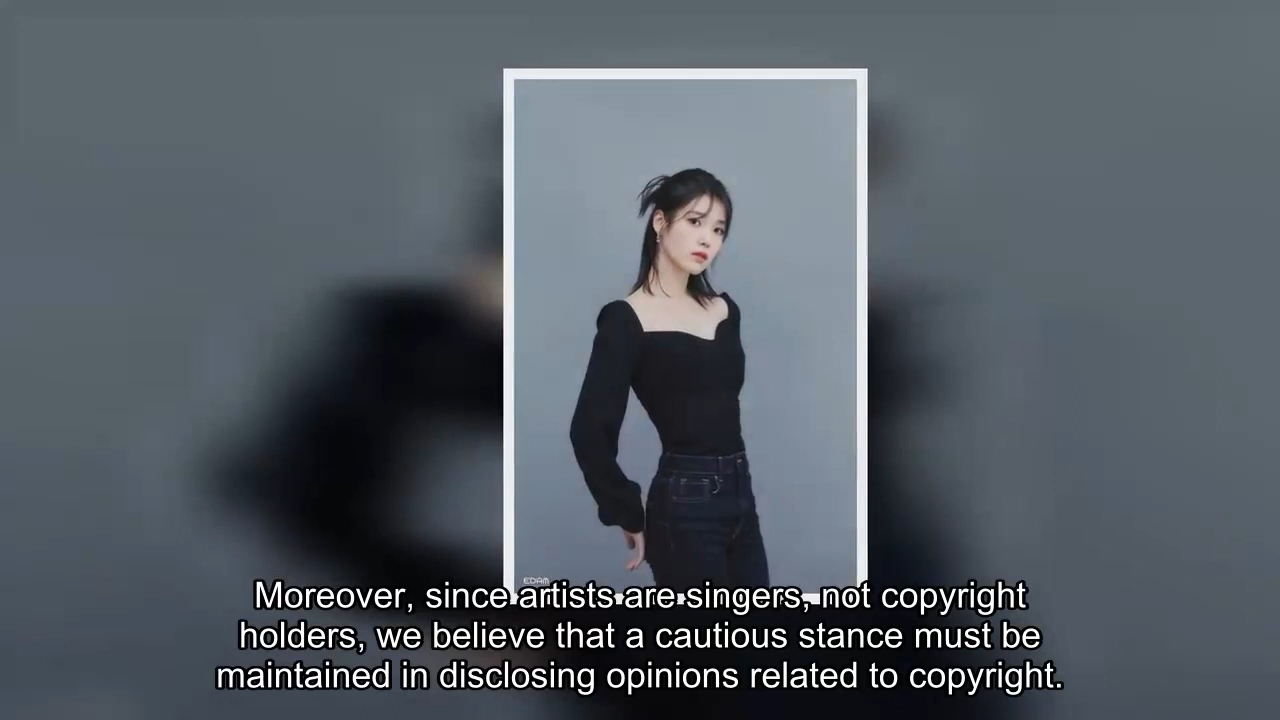 EDAM
Moreover, since artists are singers, not copyright
holders, we believe that a cautious stance must be
maintained in disclosing opinions related to copyright.